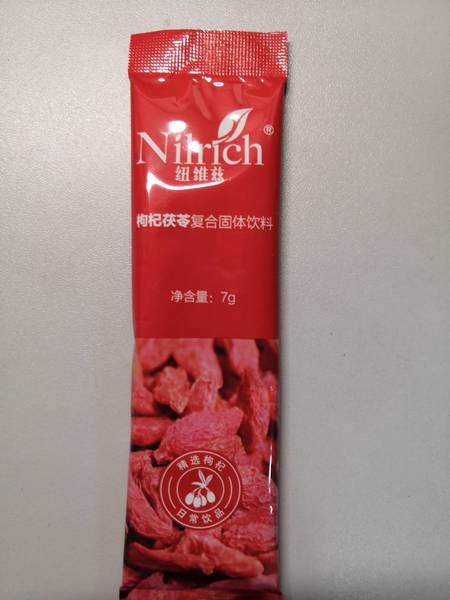 Nilrich®
纽维兹
枸杞茯苓复合固体饮料
净含量：7g
精选枸杞
日常饮品